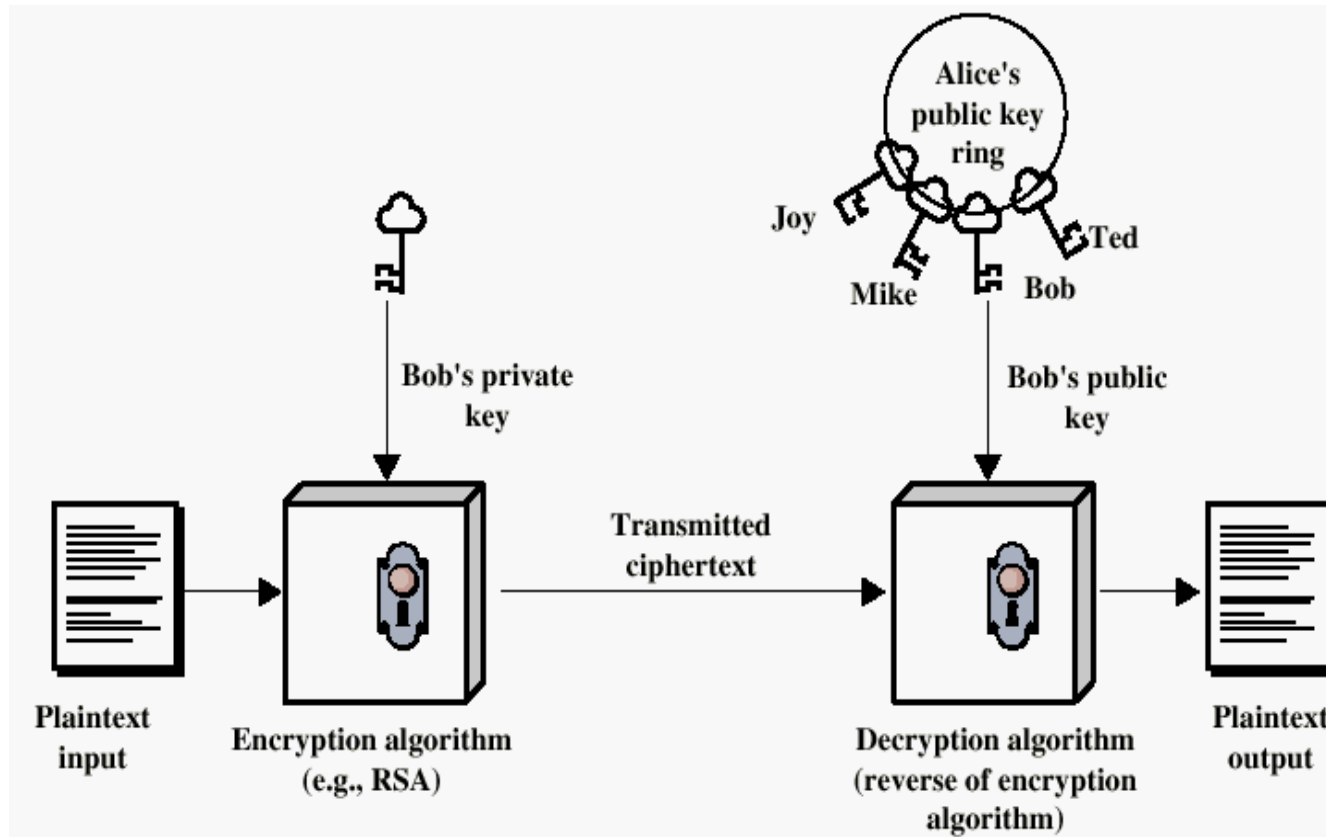 Alice's
public key
ring
Joy
Ted
Mike
Bob
Bob's private
key
Bob's public
key
Transmitted
ciphertext
Plaintext
input
Encryption algorithm
(e.g., RSA)
Decryption algorithm
(reverse of encryption
algorithm)
Plaintext
output